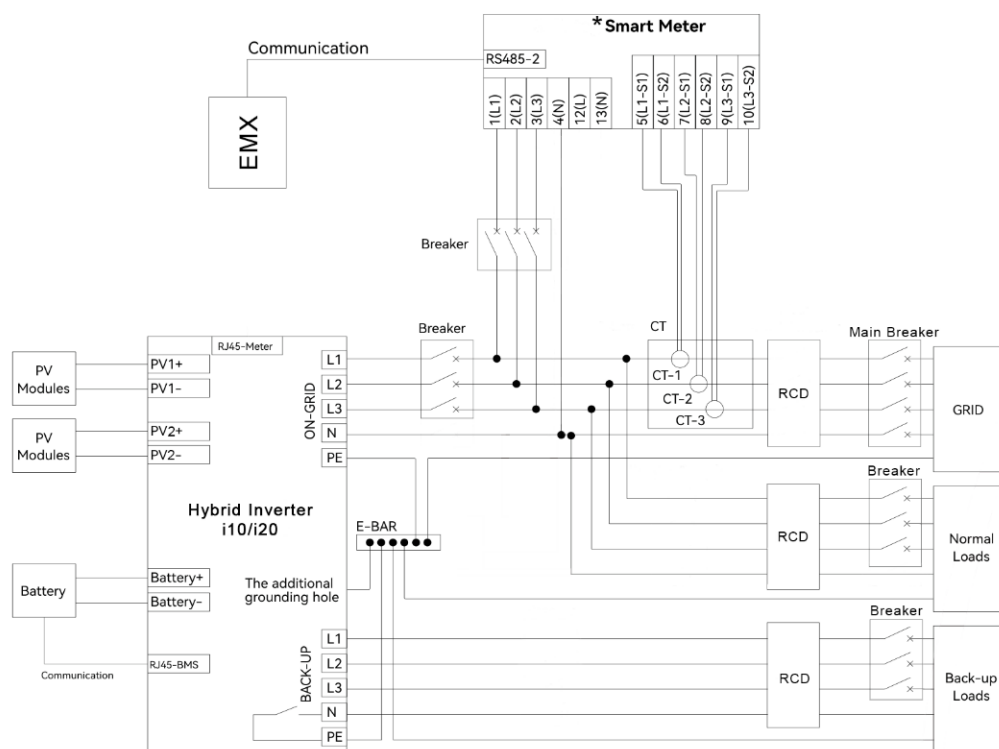 *Smart Meter
Communication
RS485-2
1(L1)
2(L2)
3(L3)
4(N)
12(L)
13(N)
5(L1-S1)
6(L1-S2)
7(L2-S1)
8(L2-S2)
9(L3-S1)
10(L3-S2)
EMX
Breaker
Breaker
CT
Main Breaker
RJ45-Meter
PV
Modules
PV1+
PV1-
L1
L2
L3
N
PE
ON-GRID
CT-1
CT-2
CT-3
RCD
GRID
PV
Modules
PV2+
PV2-
Breaker
Hybrid Inverter
i10/i20
E-BAR
RCD
Normal
Loads
Battery
Battery+
Battery-
The additional
grounding hole
Breaker
RJ45-BMS
Communication
BACK-UP
L1
L2
L3
N
PE
RCD
Back-up
Loads